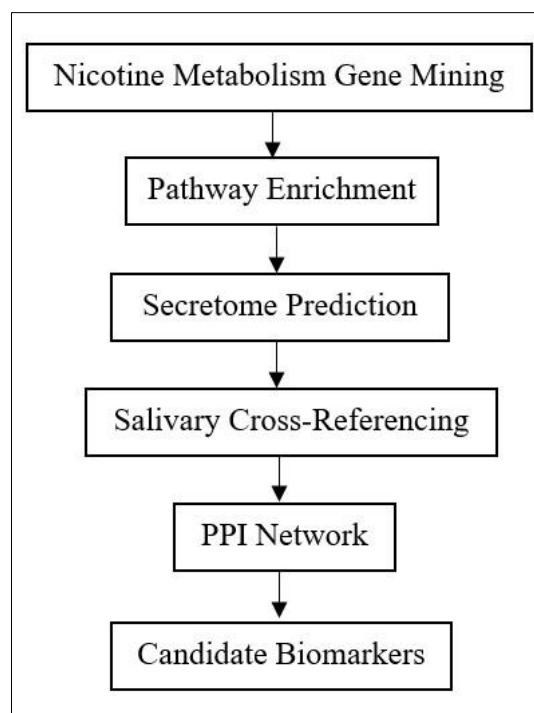 Nicotine Metabolism Gene Mining
Pathway Enrichment
Secretome Prediction
Salivary Cross-Referencing
PPI Network
Candidate Biomarkers